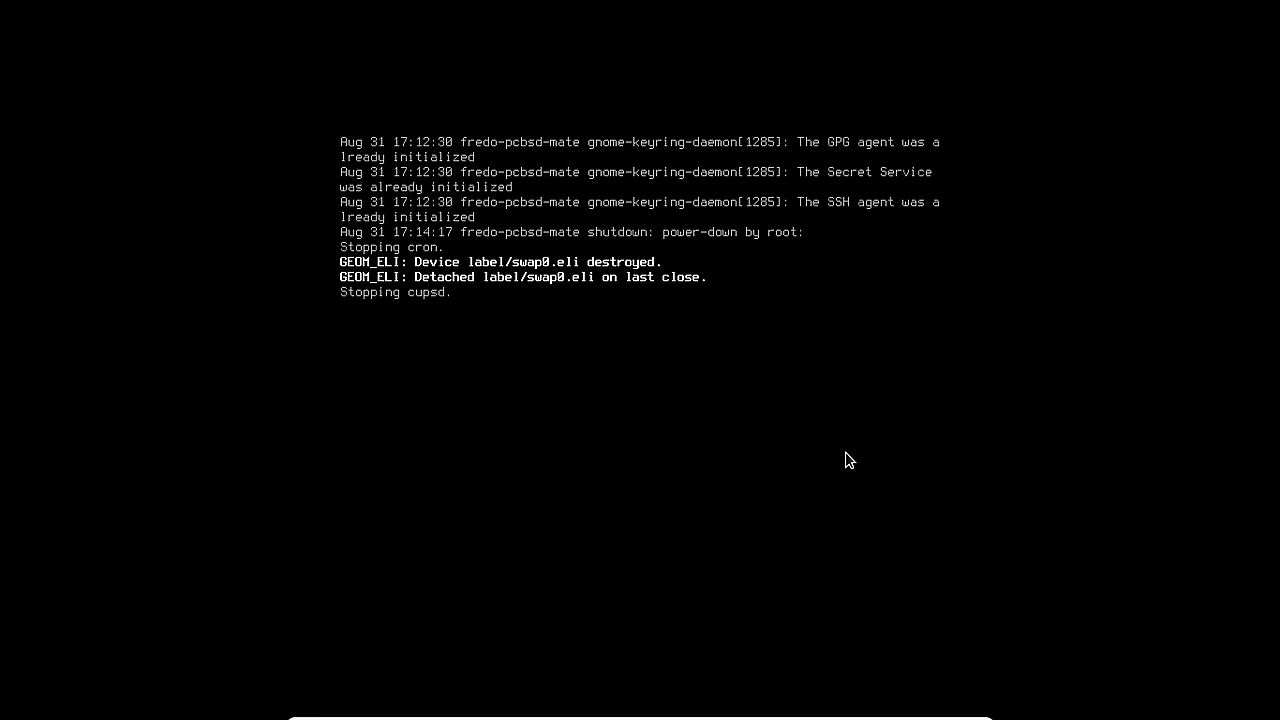 Aug 31 17:12:30 fredo-pcbsd-mate gnome-keyring-daemon[1285]: The GPG agent was a
lready initialized
Aug 31 17:12:30 fredo-pcbsd-mate gnome-keyring-daemon[1285]: The Secret Service
was already initialized
Aug 31 17:12:30 fredo-pcbsd-mate gnome-keyring-daemon[1285]: The SSH agent was a
lready initialized
Aug 31 17:14:17 fredo-pcbsd-mate shutdown: power-down by root:
Stopping cron.
GEOM_ELI: Device label/swap0.eli destroyed.
GEOM_ELI: Detached label/swap0.eli on last close.
Stopping cupsd.